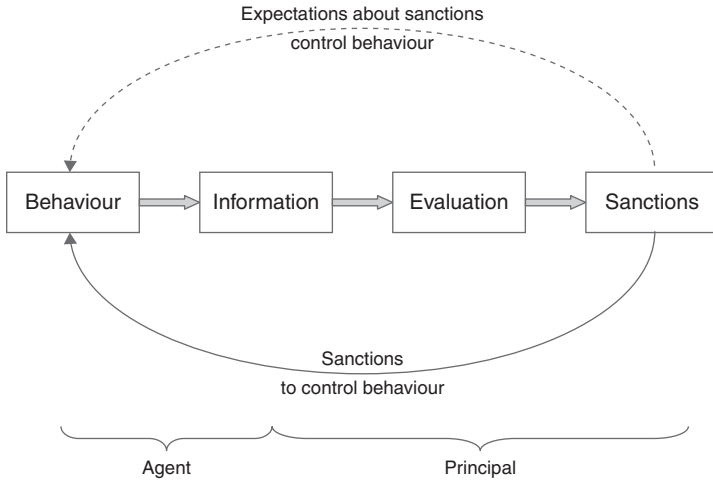 Expectations about sanctions
control behaviour
Behaviour
Information
Evaluation
Sanctions
Sanctions
to control behaviour
Agent
Principal